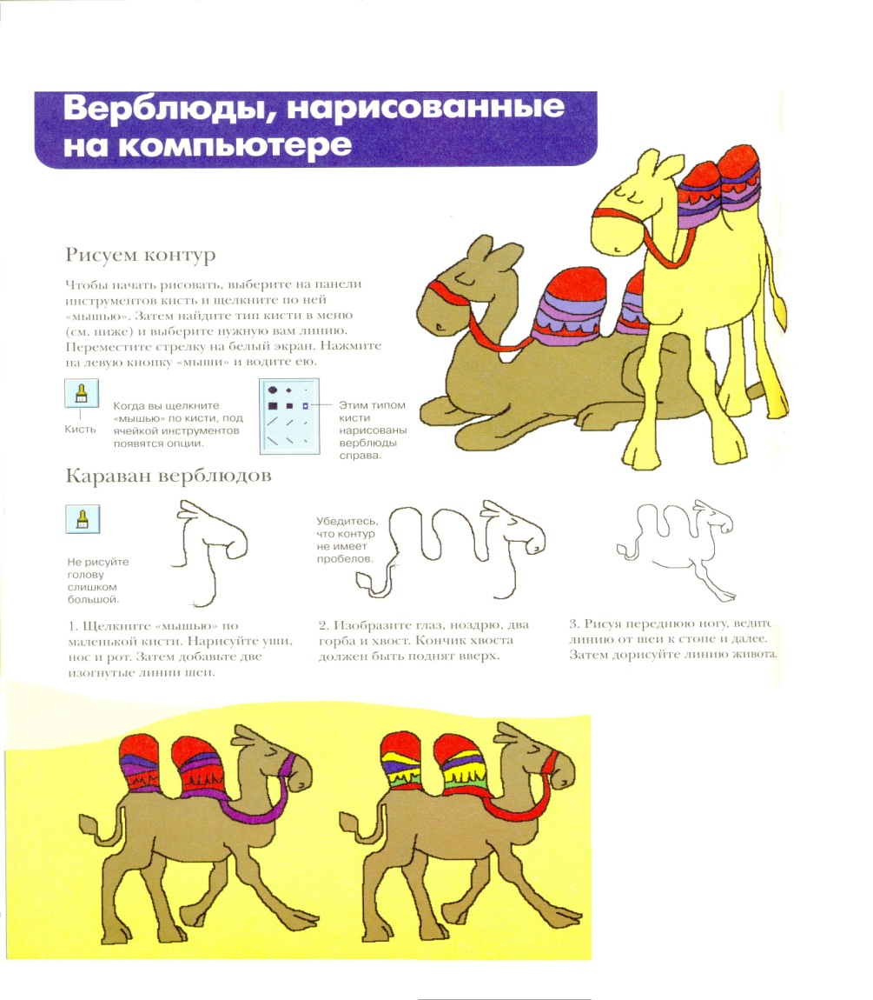 Верблюды, нарисованные
на компьютере
Рисуем контур
Чтобы начать рисовать, выберите на панели
инструментов кисть и щелкните по ней
«мышью». Затем найдите тип кисти в меню
(см. ниже) и выберите нужную вам линию.
Переместите стрелку на белый экран. Нажмите
на левую кнопку «мыши» и водите ею.
Кисть
Когда вы щелкните
«мышью» по кисти, под
ячейкой инструментов
появятся опции.
Этим типом
кисти
нарисованы
верблюды
справа.
Караван верблюдов
Не рисуйте
голову
слишком
большой.
Убедитесь,
что контур
не имеет
пробелов.
1. Щелкните «мышью» по
маленькой кисти. Нарисуйте уши,
нос и рот. Затем добавьте две
изогнутые линии шеи.
2. Изобразите глаз, ноздрю, два
горба и хвост. Кончик хвоста
должен быть поднят вверх.
3. Рисуя переднюю ногу, ведите
линию от шеи к стопе и далее.
Затем дорисуйте линию живота.